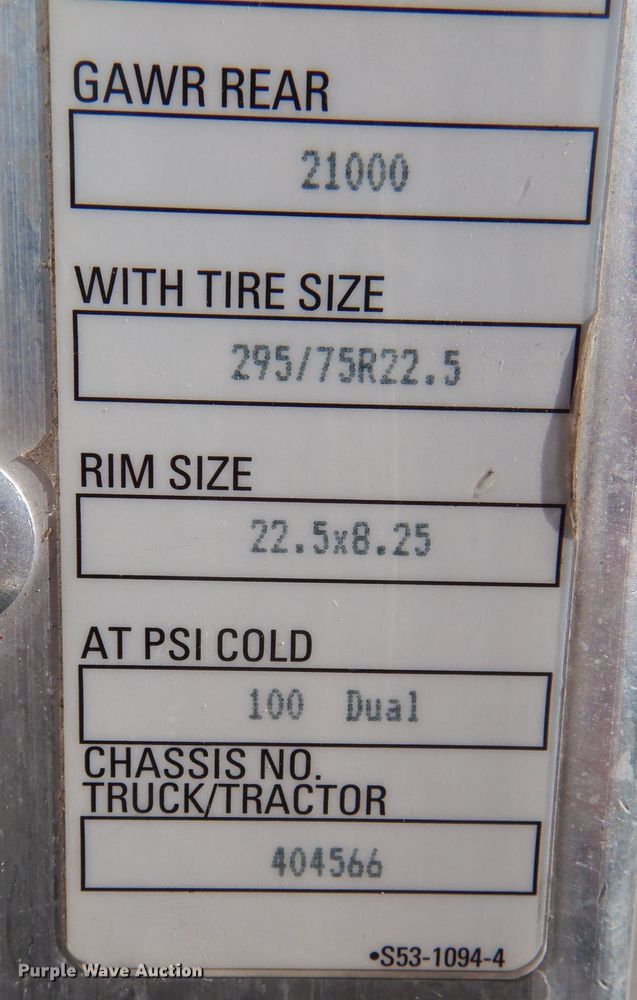 GAWR REAR
21000
WITH TIRE SIZE
295/75R22.5
RIM SIZE
22.5x8.25
AT PSI COLD
100 Dual
CHASSIS NO.
TRUCK/TRACTOR
404566
•S53-1094-4
Purple Wave Auction